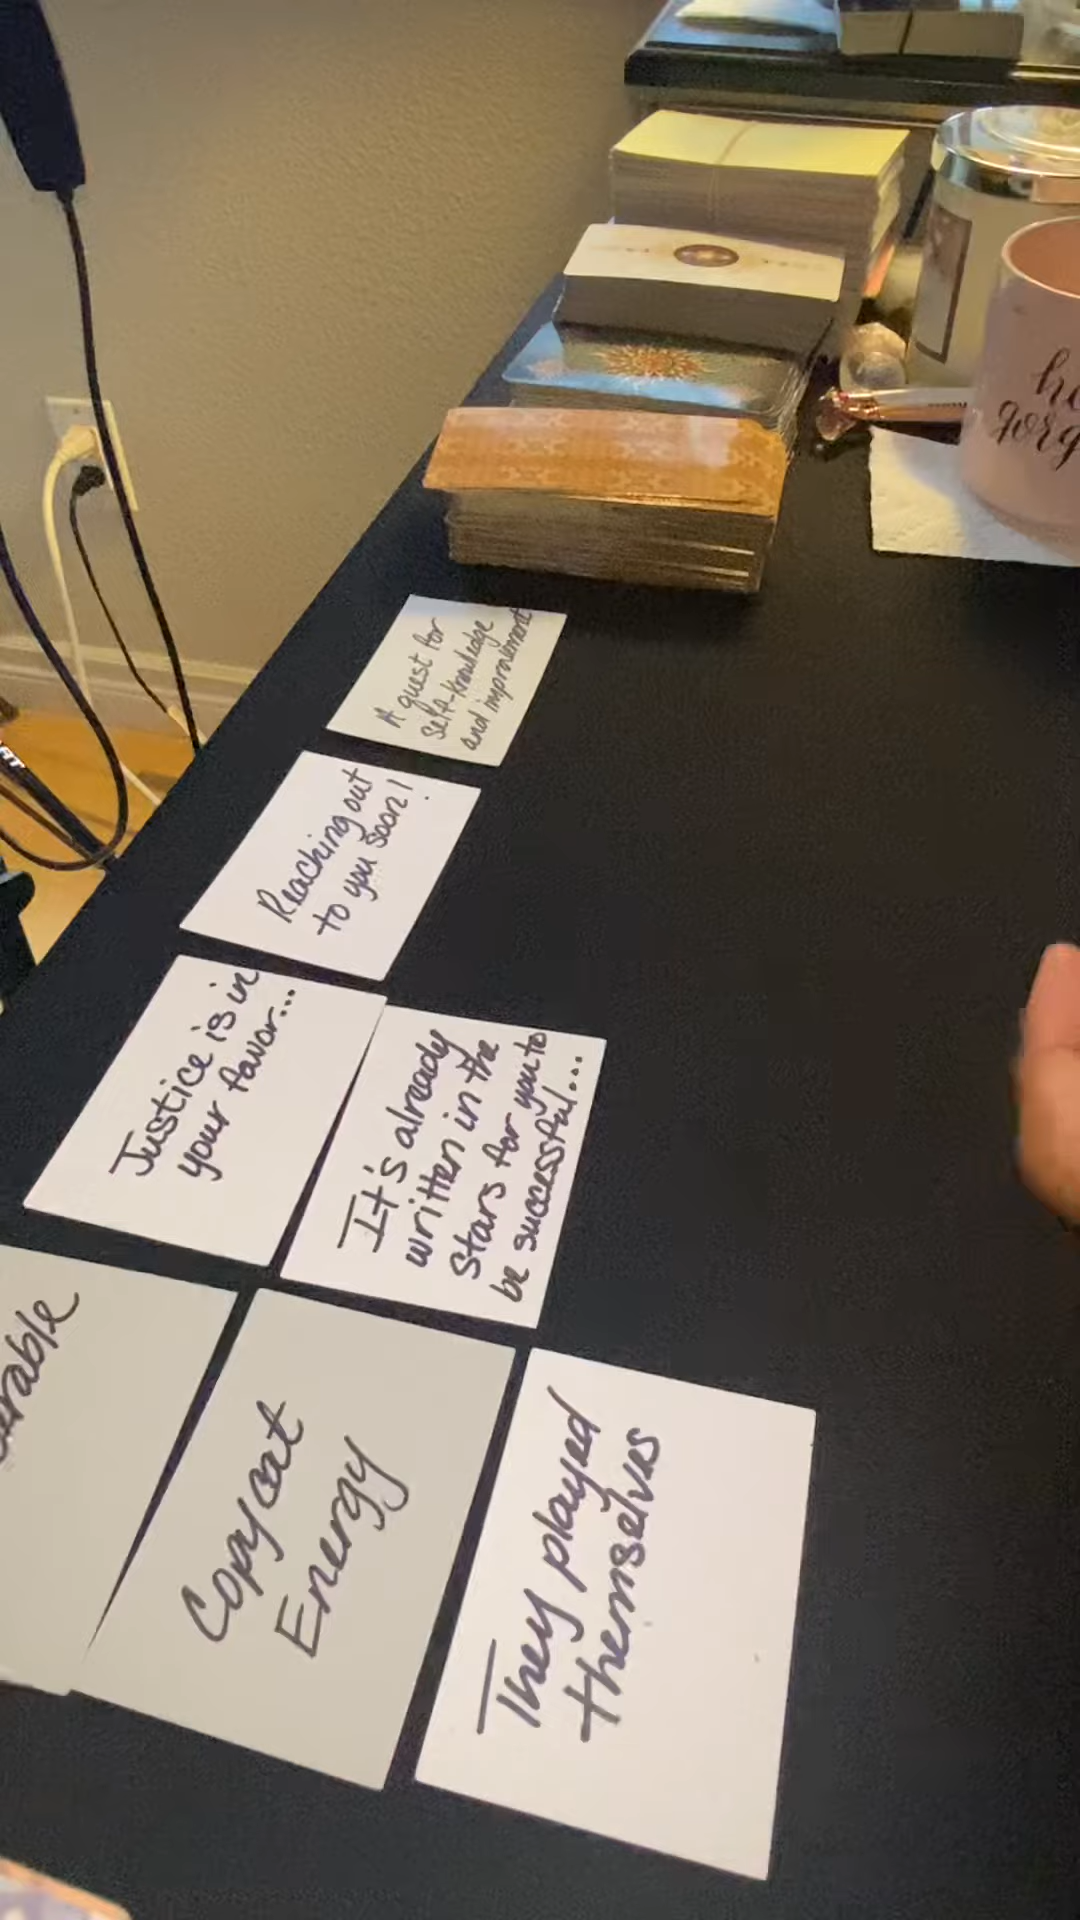 A quest for
self-knowledge
and improvement
Reaching out
to you soon!
Justice is in
your favor...
It's already
written in the
stars for you to
be successful...
Copycat
Energy
They played
themselves